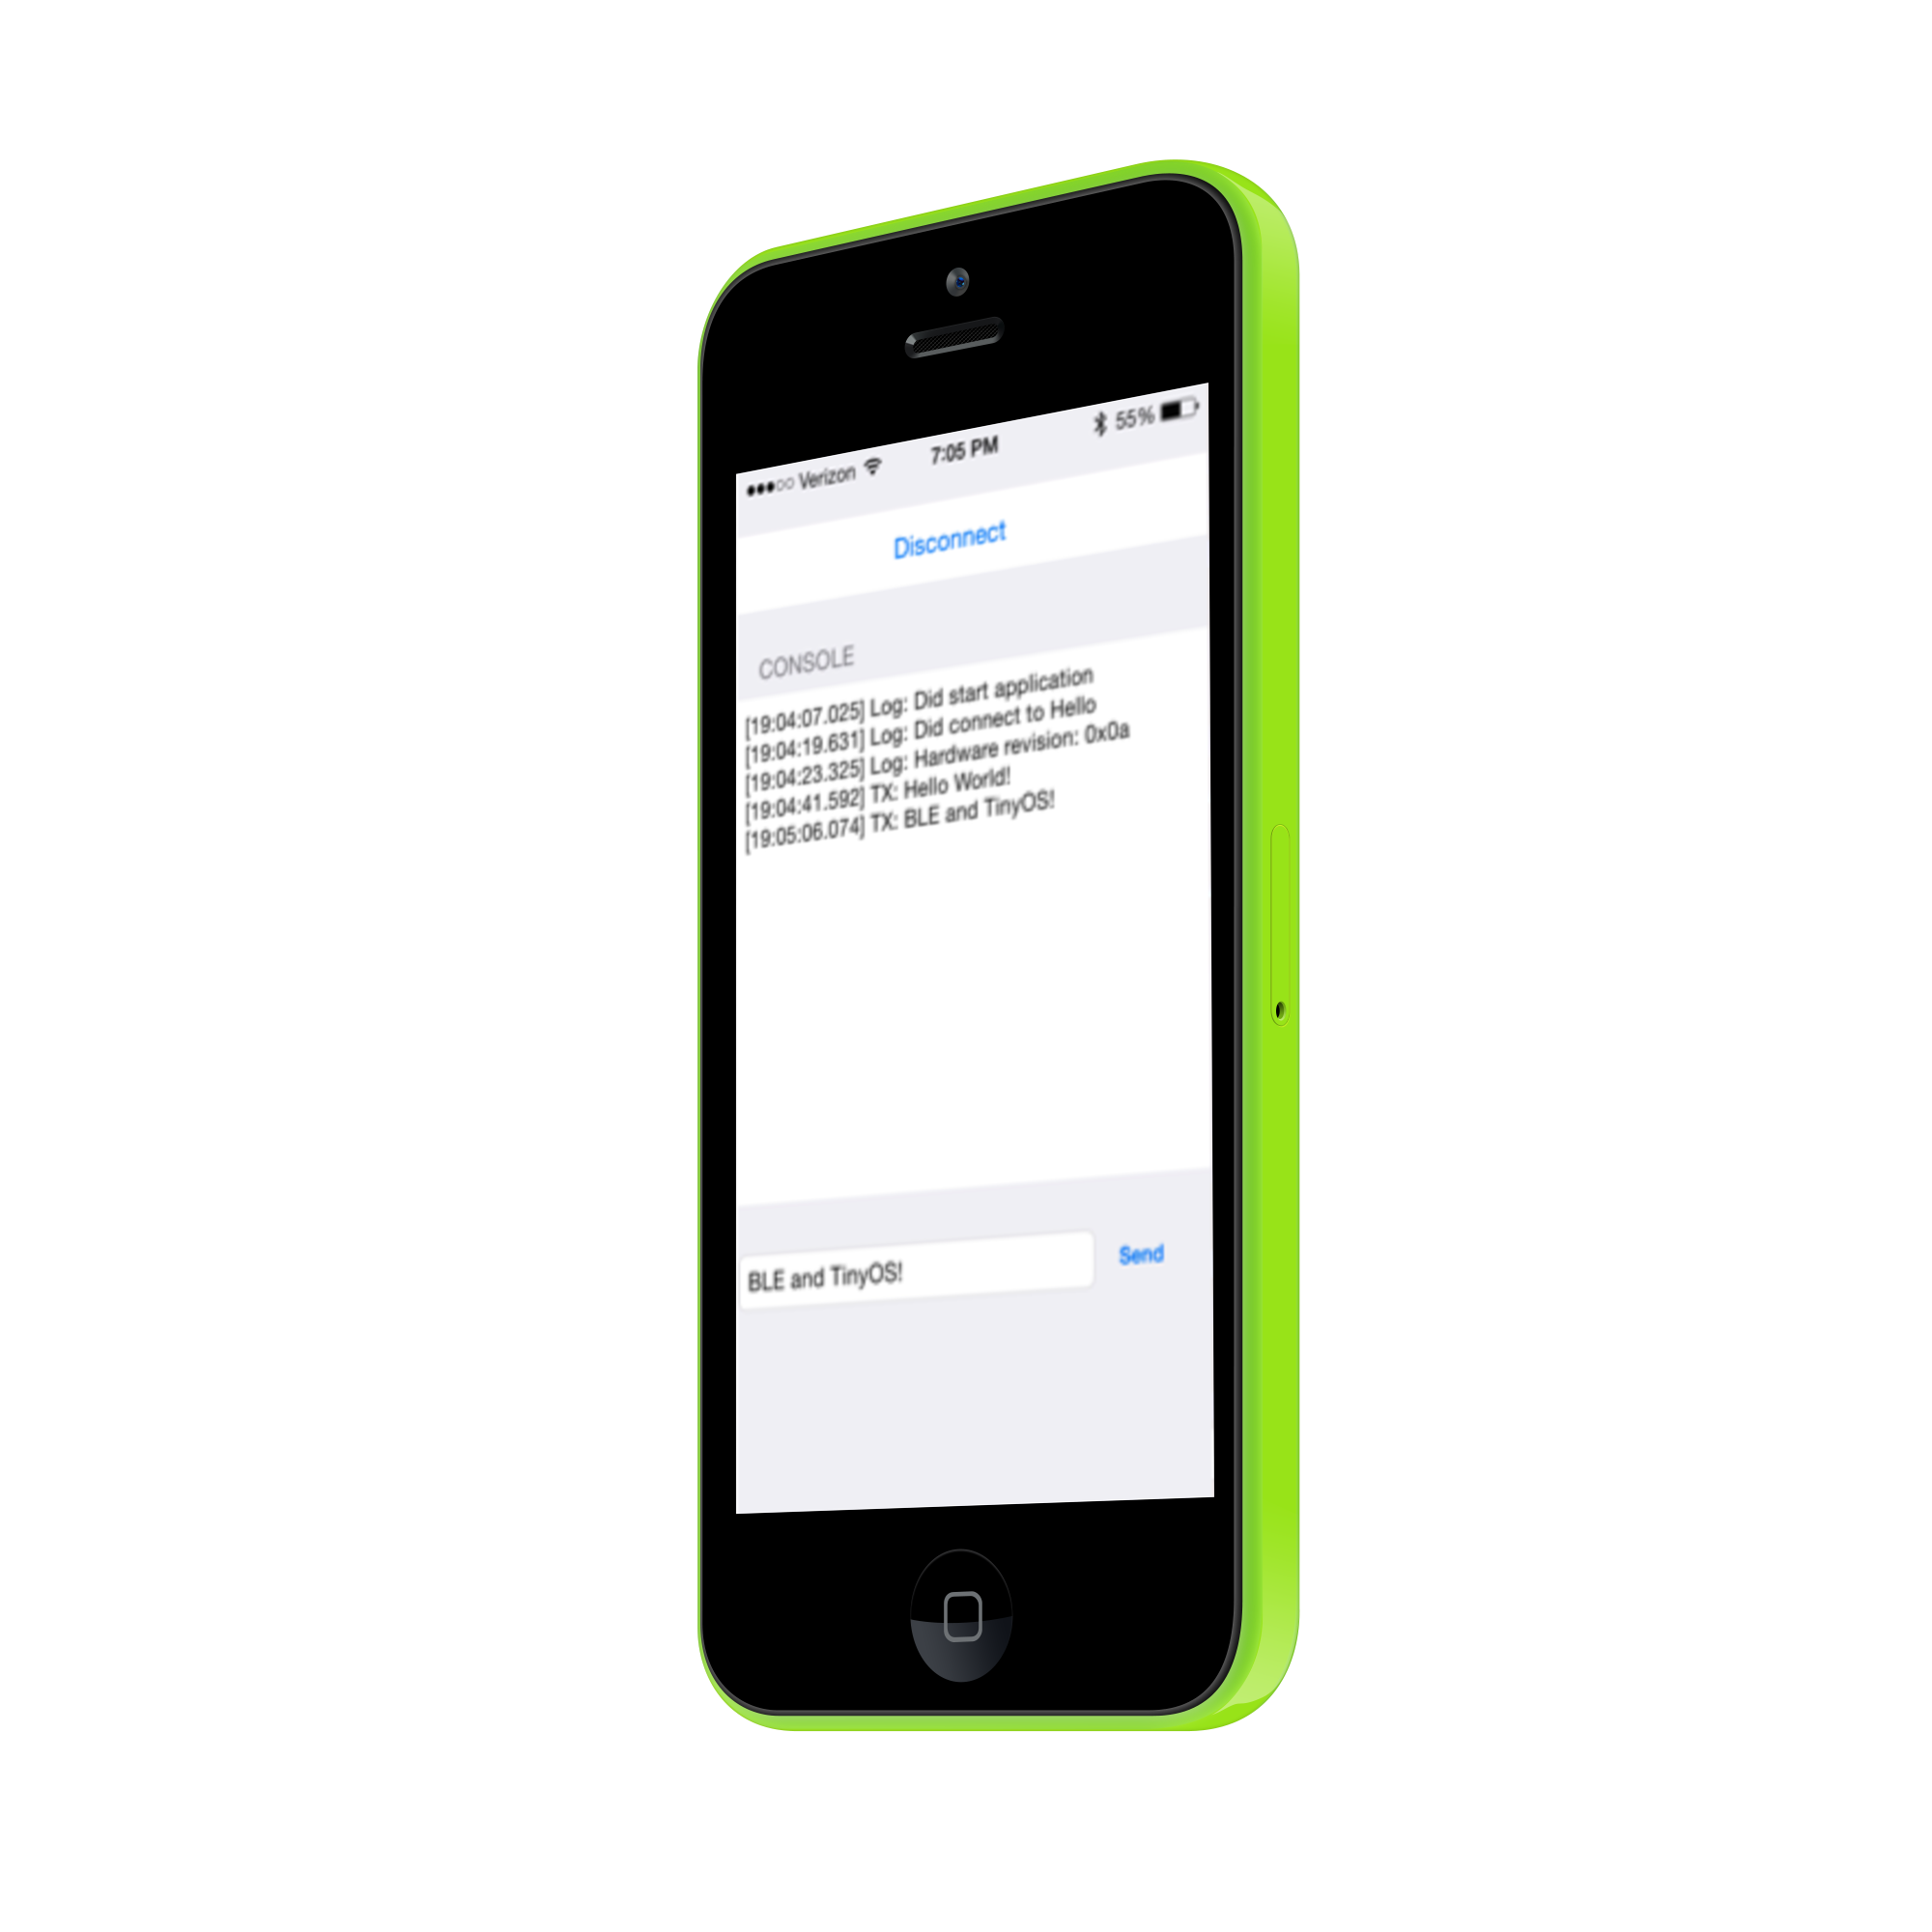 Verizon 7:05 PM 55%
Disconnect
CONSOLE
[19:04:07.025] Log: Did start application
[19:04:19.631] Log: Did connect to Hello
[19:04:23.325] Log: Hardware revision: 0x0a
[19:04:41.592] TX: Hello World!
[19:05:06.074] TX: BLE and TinyOS!
BLE and TinyOS! Send